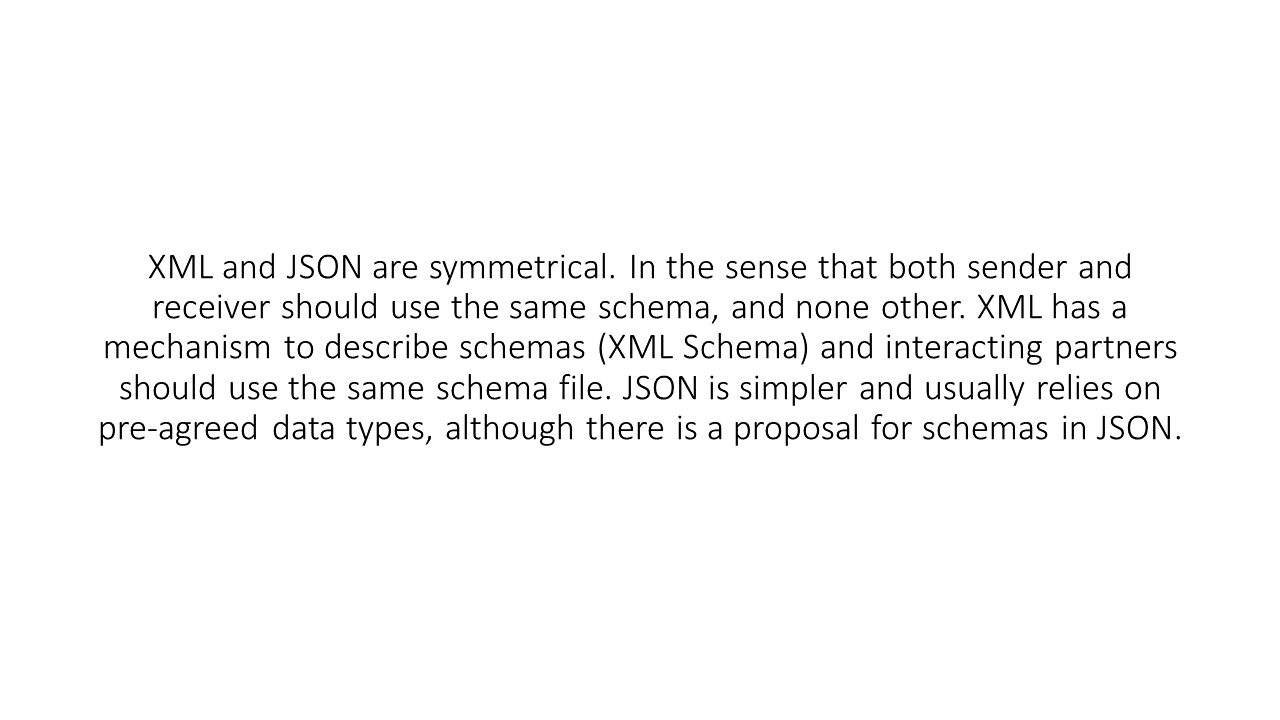 XML and JSON are symmetrical. In the sense that both sender and
receiver should use the same schema, and none other. XML has a
mechanism to describe schemas (XML Schema) and interacting partners
should use the same schema file. JSON is simpler and usually relies on
pre-agreed data types, although there is a proposal for schemas in JSON.